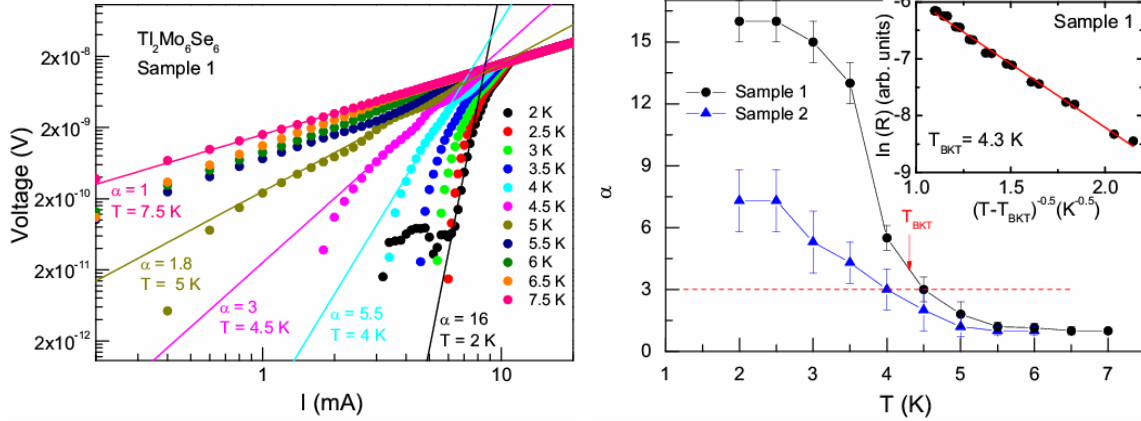 Tl₂Mo₆Se₆
Sample 1
2x10⁻⁸
2x10⁻⁹
2x10⁻¹⁰
2x10⁻¹¹
2x10⁻¹²
Voltage (V)
α = 1
T = 7.5 K
α = 1.8
T = 5 K
α = 3
T = 4.5 K
α = 5.5
T = 4 K
α = 16
T = 2 K
2 K
2.5 K
3 K
3.5 K
4 K
4.5 K
5 K
5.5 K
6 K
6.5 K
7.5 K
1
10
I (mA)
α
15
12
9
6
3
0
Sample 1
Sample 2
T_BKT
1 2 3 4 5 6 7
T (K)
Sample 1
ln (R) (arb. units)
-6
-7
-8
-9
T_BKT = 4.3 K
1.0 1.5 2.0
(T-T_BKT)⁻⁰·⁵(K⁻⁰·⁵)